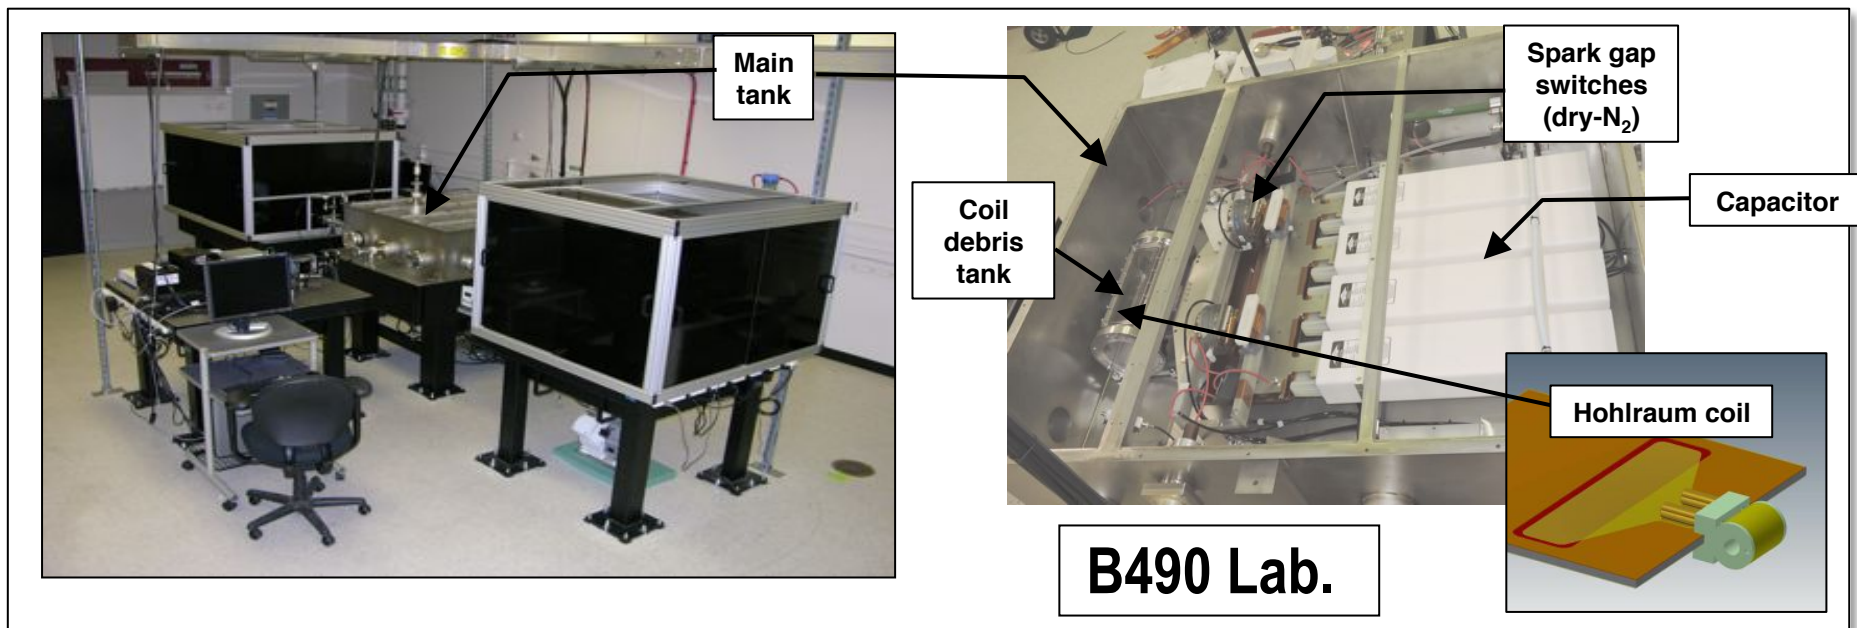 Main
tank
Spark gap
switches
(dry-N₂)
Coil
debris
tank
Capacitor
Hohlraum coil
B490 Lab.